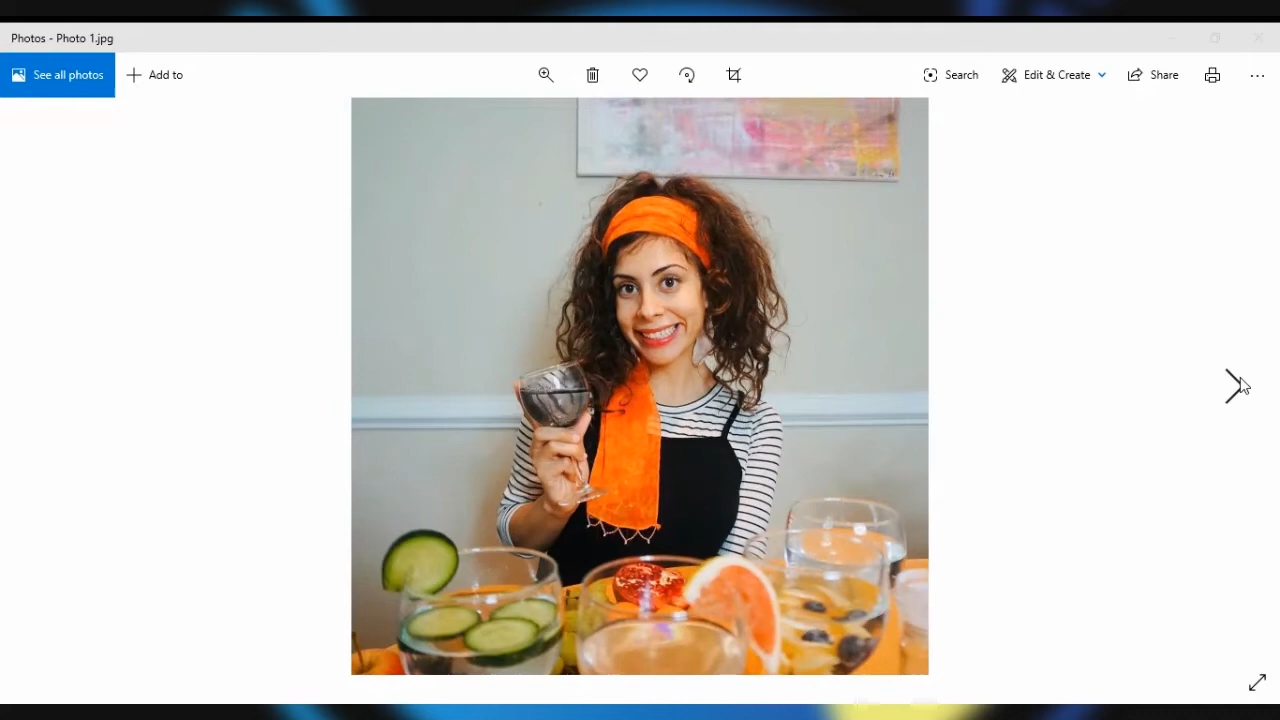 Photos - Photo 1.jpg
See all photos
Add to
Search
Edit & Create
Share